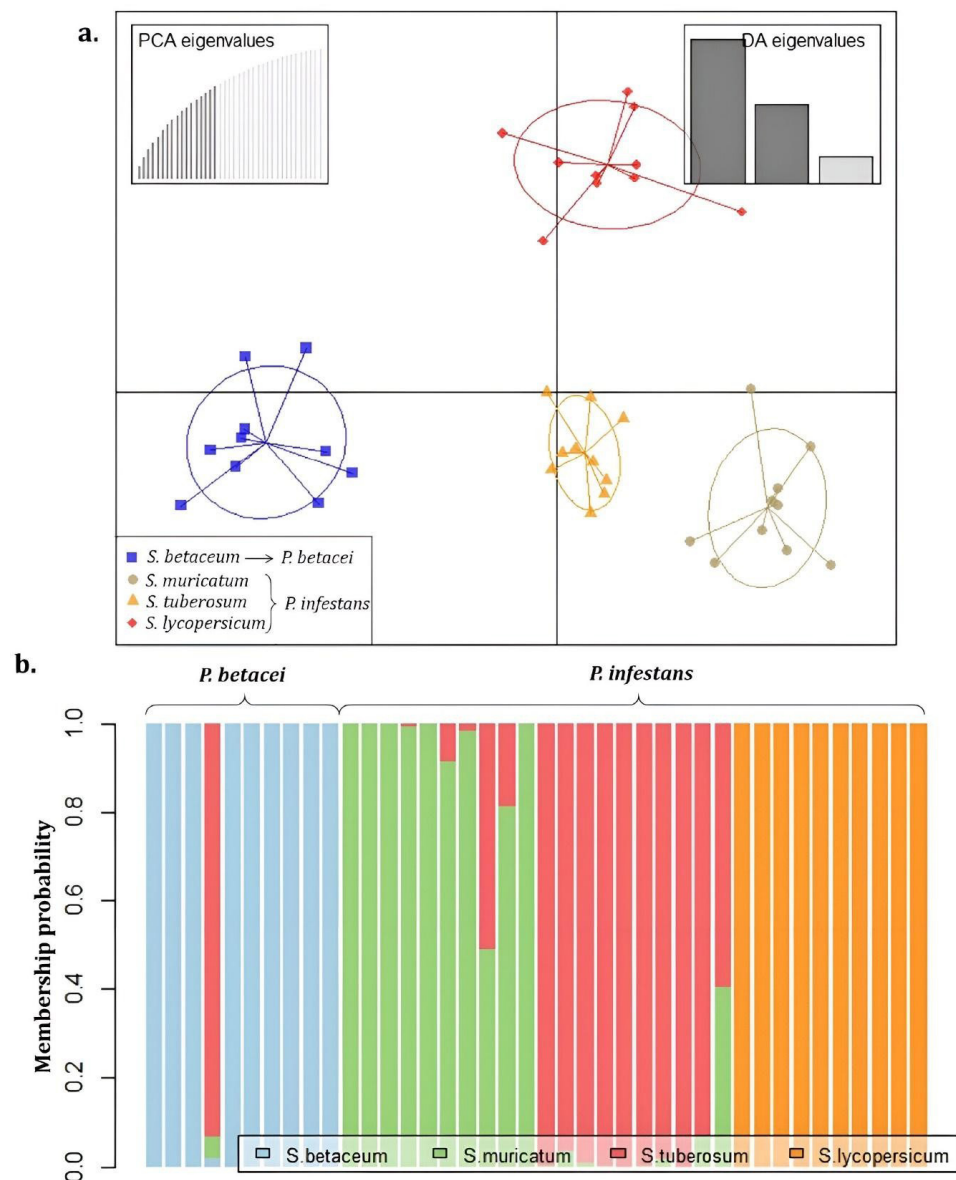 a.
PCA eigenvalues
DA eigenvalues
S. betaceum → P. betacei
S. muricatum
S. tuberosum
P. infestans
S. lycopersicum
b.
P. betacei
P. infestans
Membership probability
1.0
0.8
0.6
0.4
0.2
0.0
S.betaceum
S.muricatum
S.tuberosum
S.lycopersicum